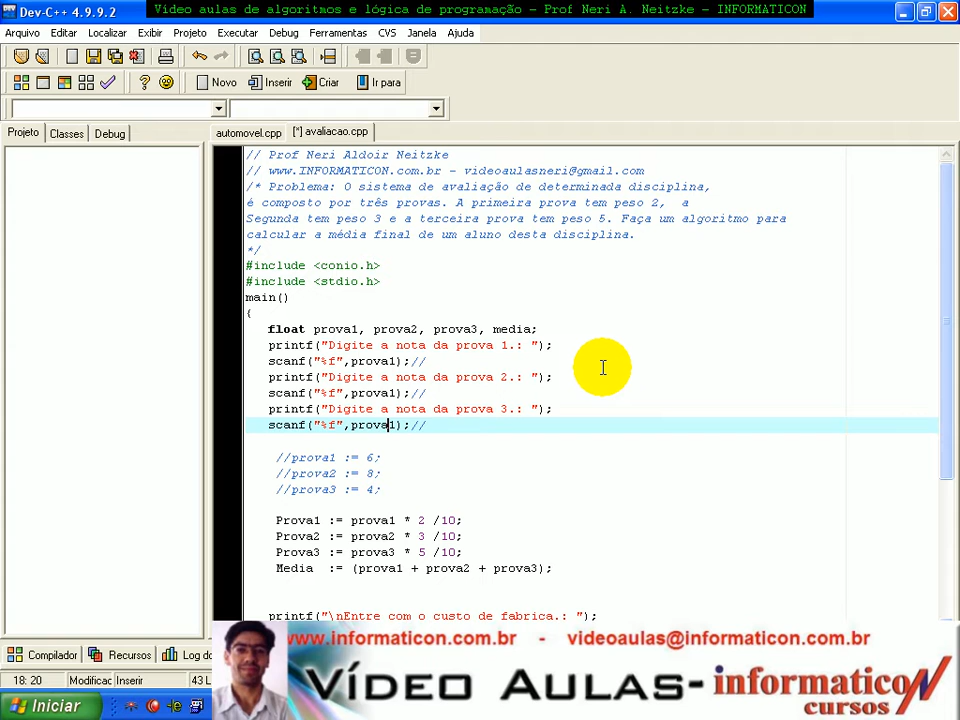 Vídeo aulas de algoritmos e lógica de programação – Prof Neri A. Neitzke – INFORMATICON
Dev-C++ 4.9.9.2
Arquivo Editar Localizar Exibir Projeto Executar Debug Ferramentas CVS Janela Ajuda
Novo Inserir Criar Ir para
Projeto Classes Debug
automovel.cpp [*] avaliacao.cpp
// Prof Neri Aldoir Neitzke
// www.INFORMATICON.com.br - videoaulasneri@gmail.com
/* Problema: O sistema de avaliação de determinada disciplina,
é composto por três provas. A primeira prova tem peso 2,  a
Segunda tem peso 3 e a terceira prova tem peso 5. Faça um algoritmo para
calcular a média final de um aluno desta disciplina.
*/
#include <conio.h>
#include <stdio.h>
main()
{
float prova1, prova2, prova3, media;
printf("Digite a nota da prova 1.: ");
scanf("%f",prova1);//
printf("Digite a nota da prova 2.: ");
scanf("%f",prova1);//
printf("Digite a nota da prova 3.: ");
scanf("%f",prova1);//
//prova1 := 6;
//prova2 := 8;
//prova3 := 4;
Prova1 := prova1 * 2 /10;
Prova2 := prova2 * 3 /10;
Prova3 := prova3 * 5 /10;
Media  := (prova1 + prova2 + prova3);
printf("\nEntre com o custo de fabrica.: ");
www.informaticon.com.br - videoaulas@informaticon.com.br
Compilador Recursos Log do
18: 20 Modificac Inserir 43 L
Vídeo Aulas- informaticon
cursos
Iniciar